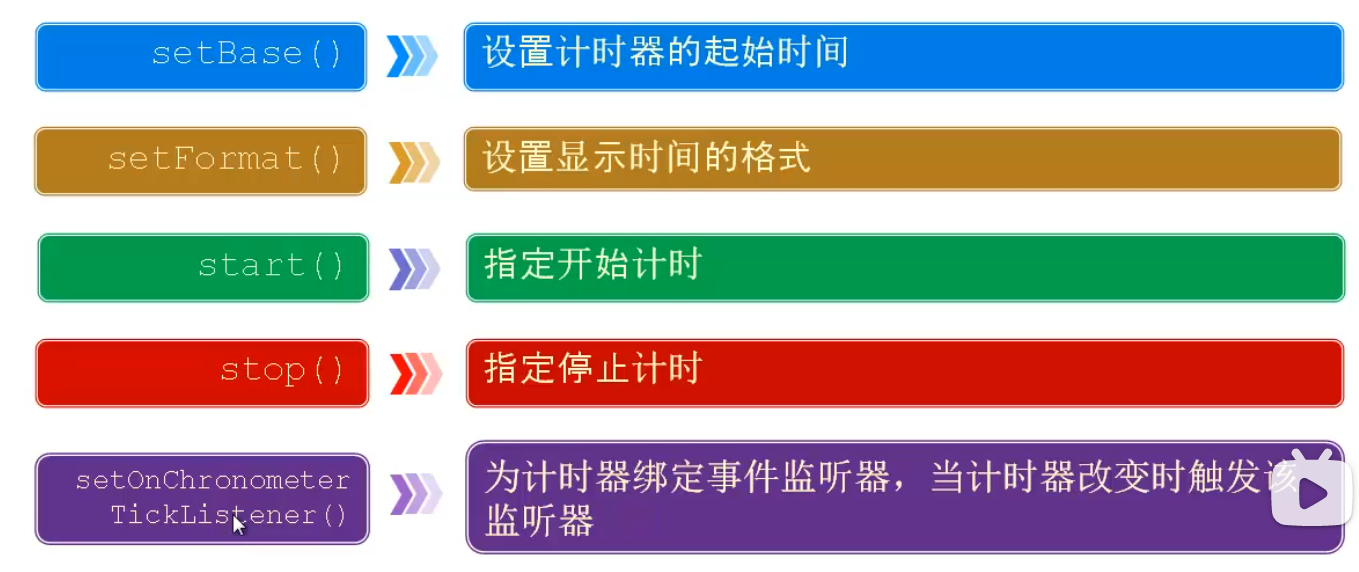 setBase()
设置计时器的起始时间
setFormat()
设置显示时间的格式
start()
指定开始计时
stop()
指定停止计时
setOnChronometer
TickListener()
为计时器绑定事件监听器，当计时器改变时触发该
监听器